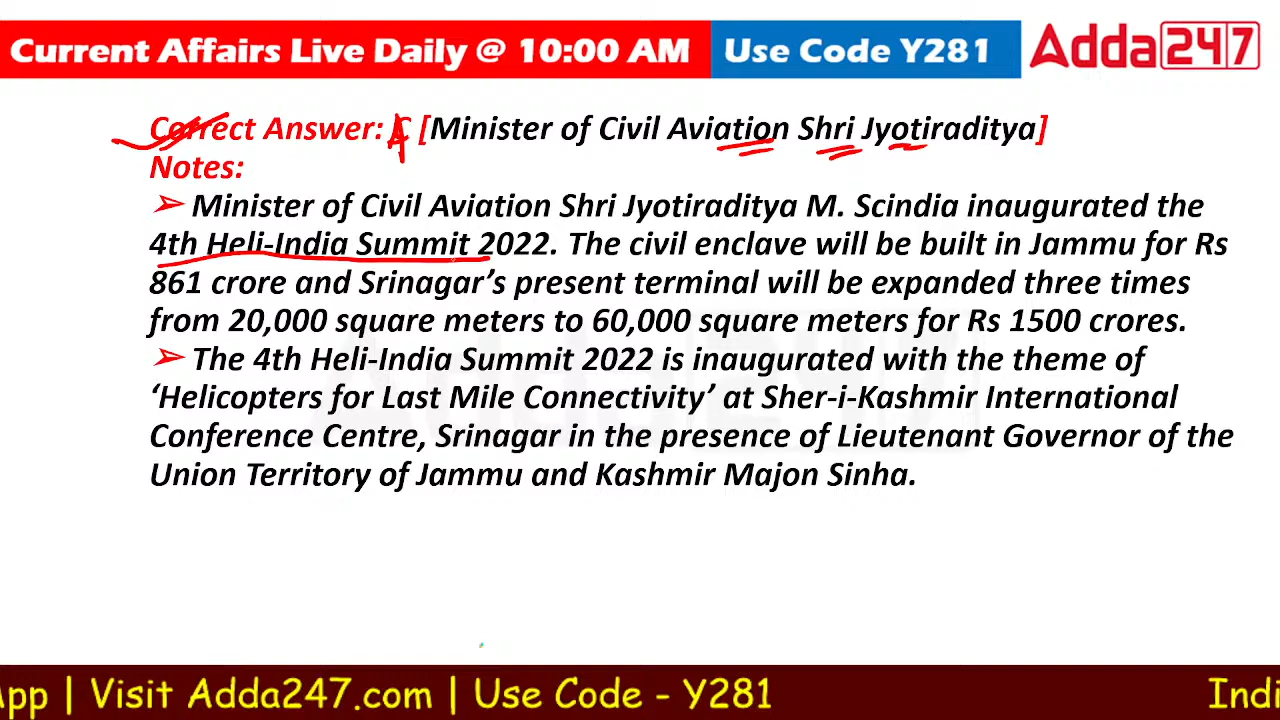 Current Affairs Live Daily @ 10:00 AM
Use Code Y281
Adda247
Correct Answer: C [Minister of Civil Aviation Shri Jyotiraditya]
Notes:
➢ Minister of Civil Aviation Shri Jyotiraditya M. Scindia inaugurated the
4th Heli-India Summit 2022. The civil enclave will be built in Jammu for Rs
861 crore and Srinagar’s present terminal will be expanded three times
from 20,000 square meters to 60,000 square meters for Rs 1500 crores.
➢ The 4th Heli-India Summit 2022 is inaugurated with the theme of
‘Helicopters for Last Mile Connectivity’ at Sher-i-Kashmir International
Conference Centre, Srinagar in the presence of Lieutenant Governor of the
Union Territory of Jammu and Kashmir Majon Sinha.
App | Visit Adda247.com | Use Code - Y281